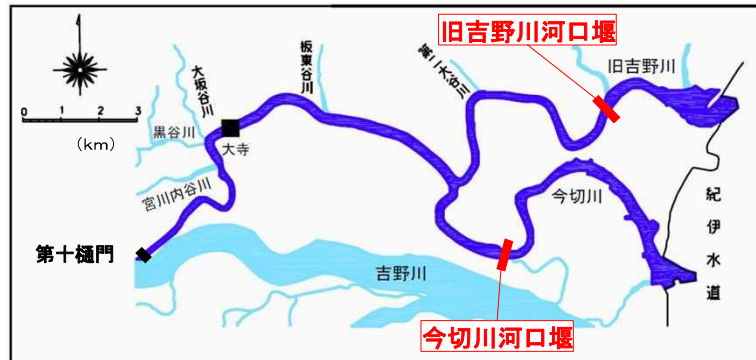 旧吉野川河口堰
旧吉野川
第二大谷川
板東谷川
大坂谷川
0 1 2 3
(km)
黒谷川
大寺
宮川内谷川
今切川
紀伊水道
第十樋門
吉野川
今切川河口堰